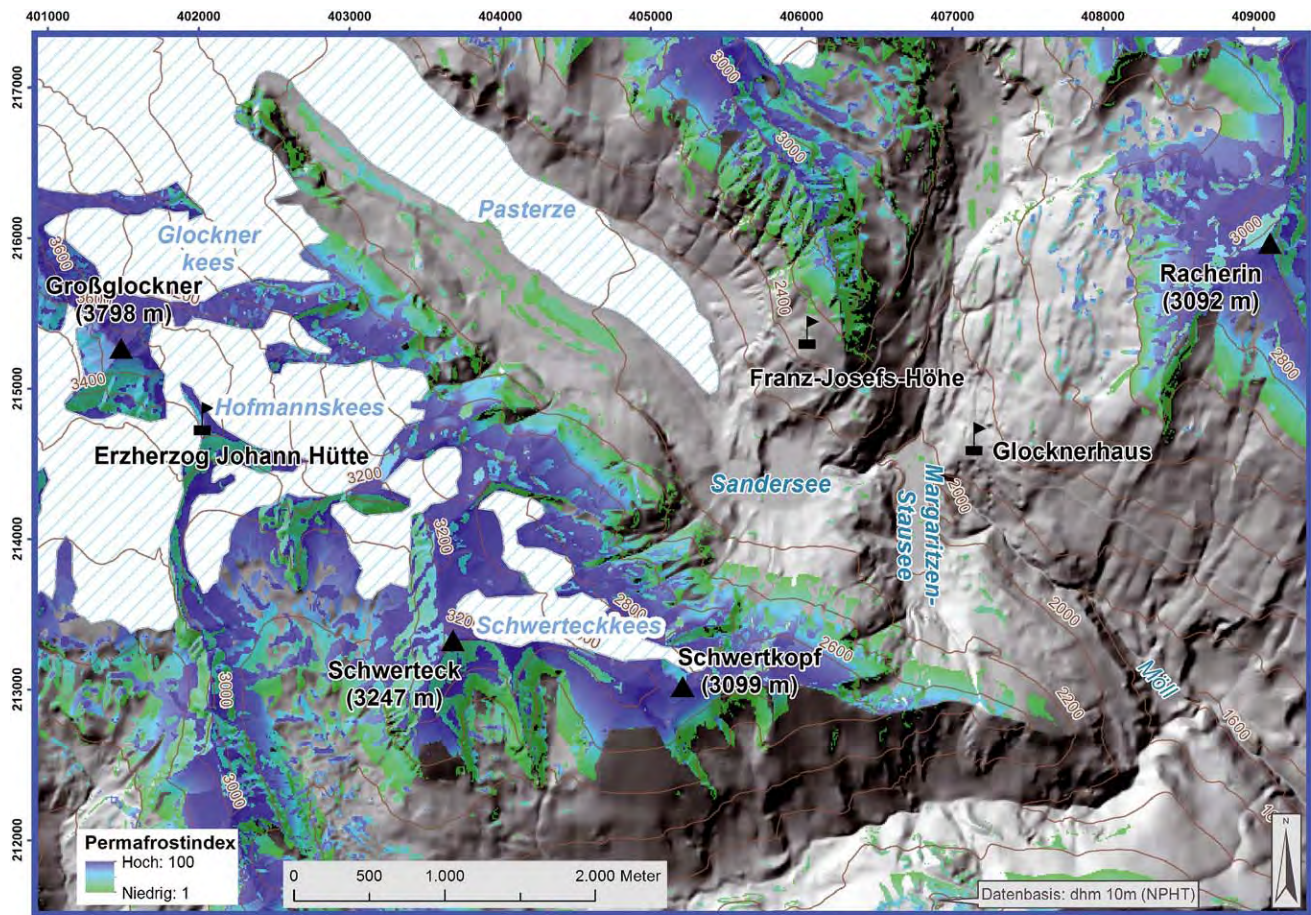 401000 402000 403000 404000 405000 406000 407000 408000 409000
217000
216000
215000
214000
213000
212000
3000
3000
Pasterze
Glockner
kees
3600
Großglockner
(3798 m)
3400
2400
3000
Racherin
(3092 m)
2800
Franz-Josefs-Höhe
Hofmannskees
Erzherzog Johann Hütte
3200
Glocknerhaus
Sandersee
Margaritzen-
Stausee
2000
3200
2800
Schwerteckkees
2000
2600
Schwerteck
(3247 m)
Schwertkopf
(3099 m)
3000
Möll
2200
1600
3000
Permafrostindex
Hoch: 100
Niedrig: 1
0 500 1.000 2.000 Meter
N
Datenbasis: dhm 10m (NPHT)